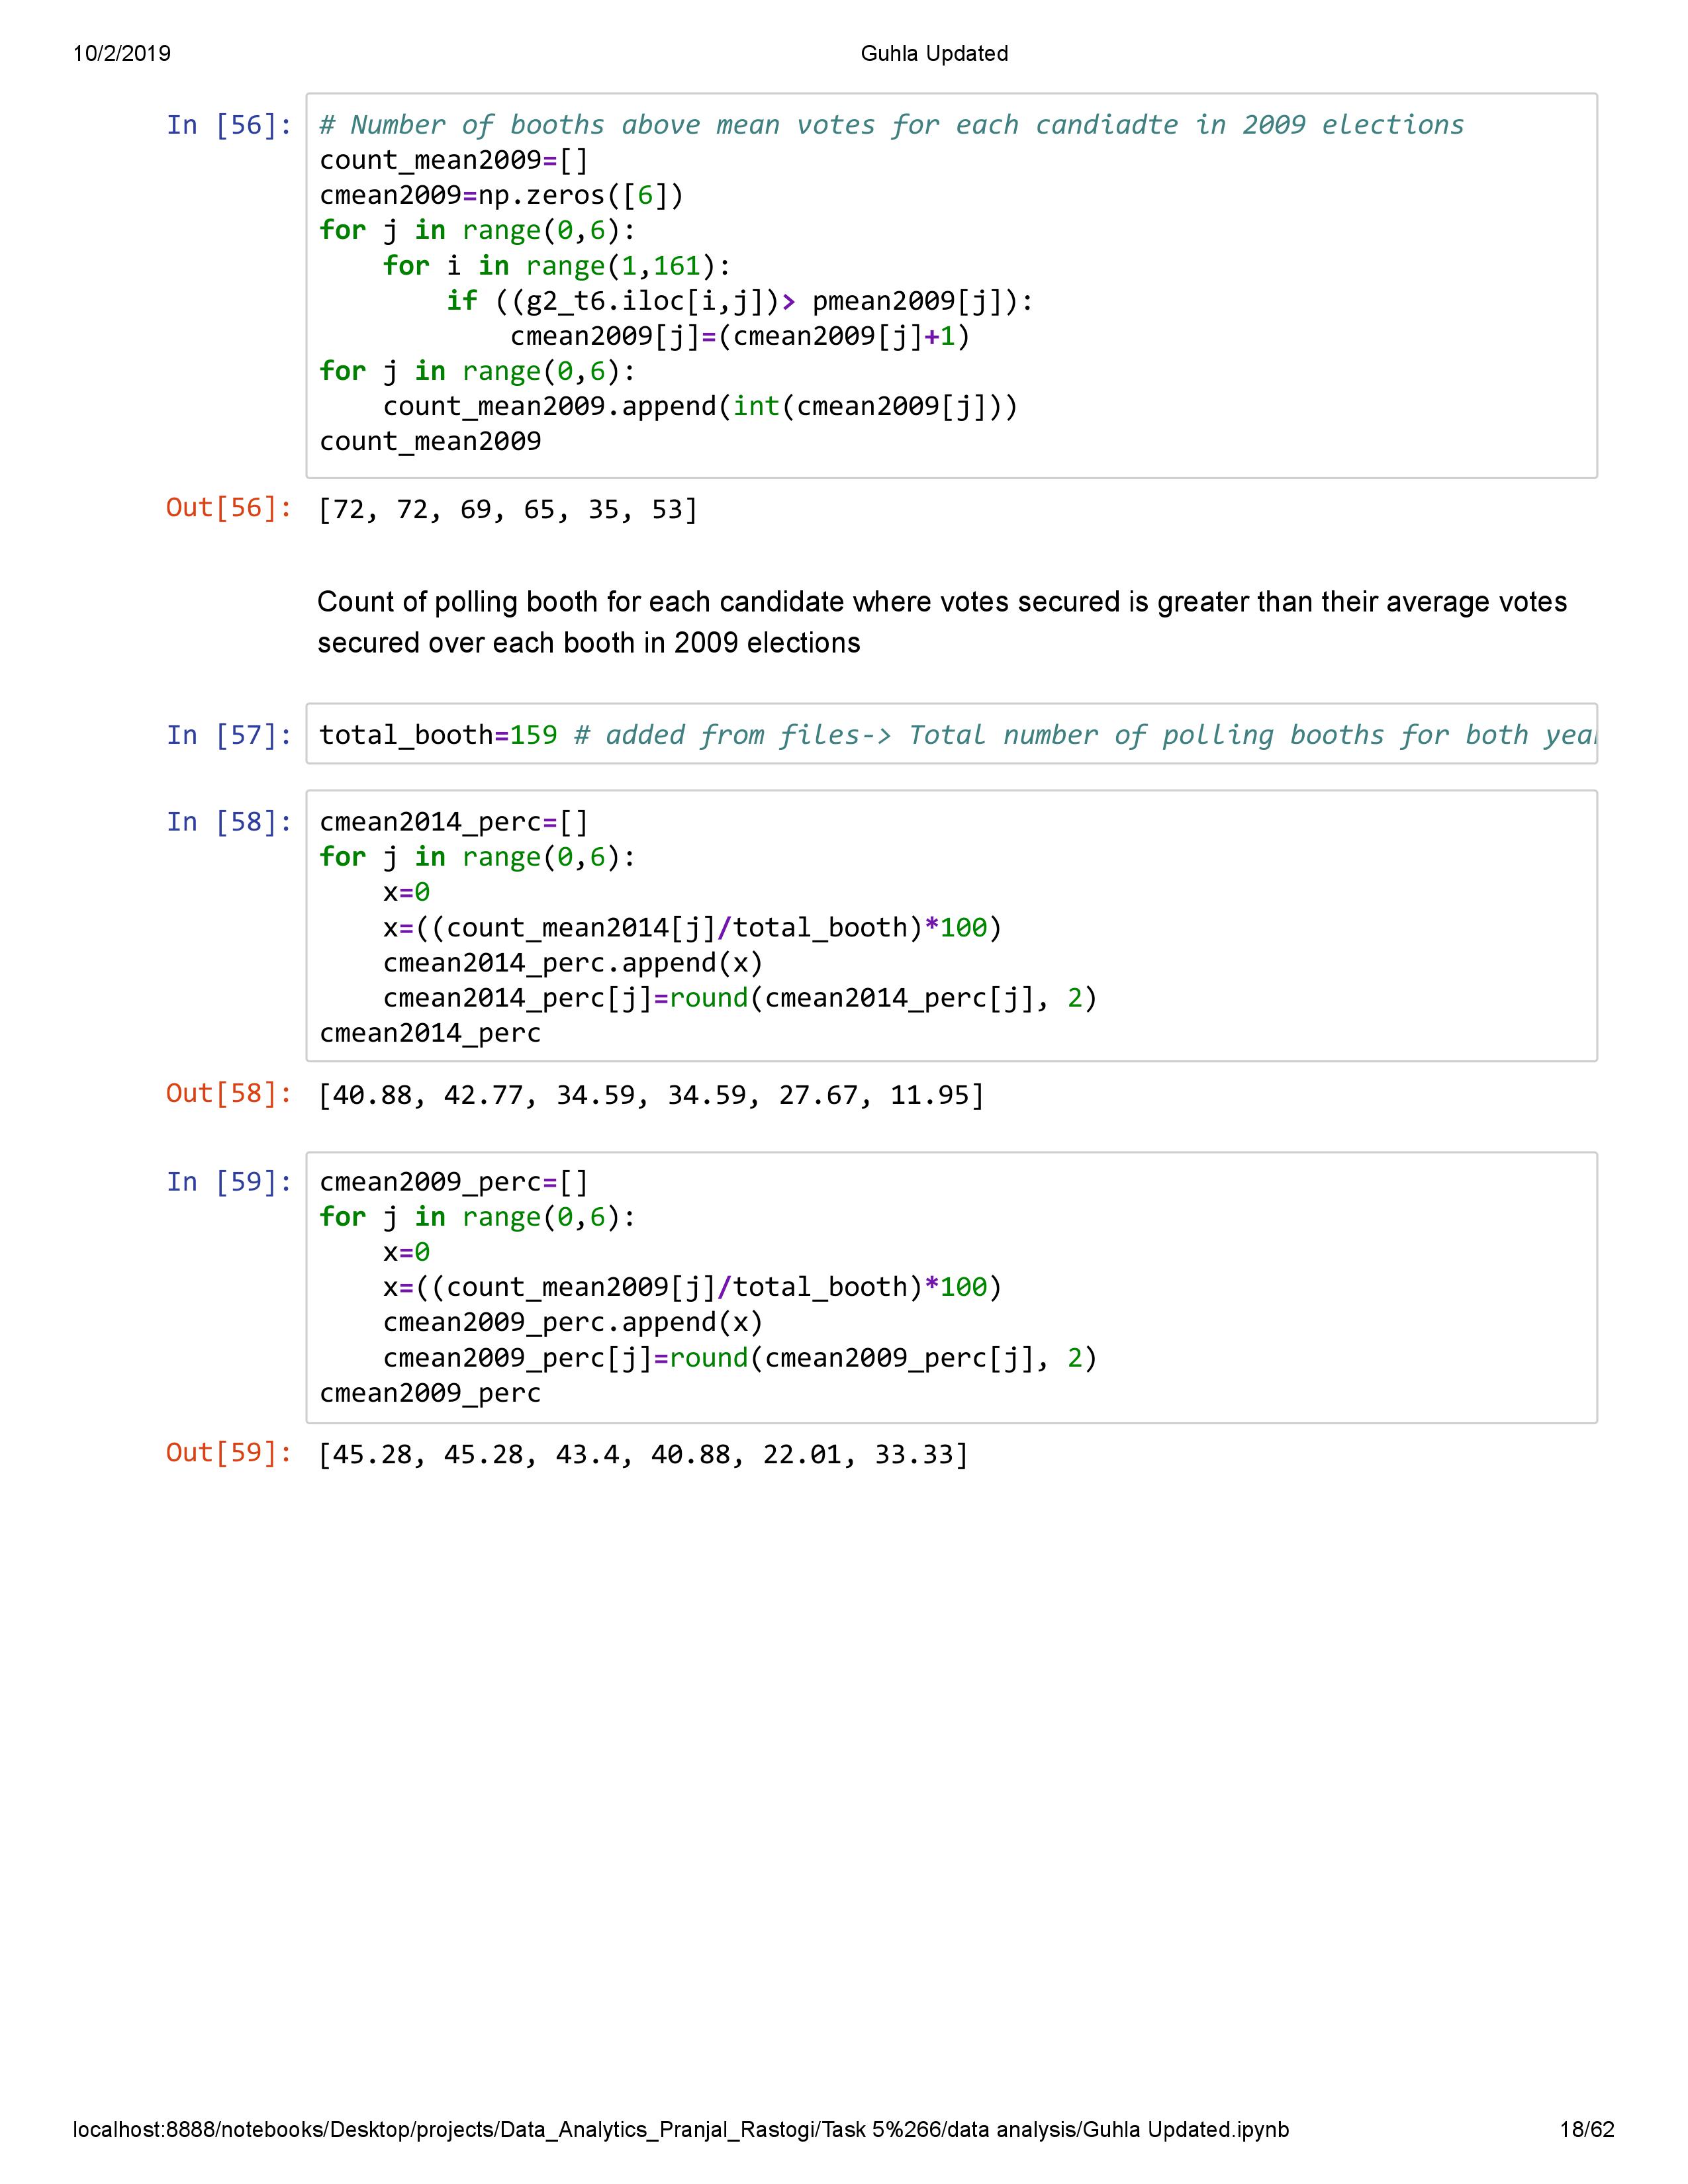 10/2/2019 Guhla Updated
In [56]: # Number of booths above mean votes for each candiadte in 2009 elections
count_mean2009=[]
cmean2009=np.zeros([6])
for j in range(0,6):
    for i in range(1,161):
        if ((g2_t6.iloc[i,j])> pmean2009[j]):
            cmean2009[j]=(cmean2009[j]+1)
for j in range(0,6):
    count_mean2009.append(int(cmean2009[j]))
count_mean2009
Out[56]: [72, 72, 69, 65, 35, 53]
Count of polling booth for each candidate where votes secured is greater than their average votes
secured over each booth in 2009 elections
In [57]: total_booth=159 # added from files-> Total number of polling booths for both
In [58]: cmean2014_perc=[]
for j in range(0,6):
    x=0
    x=((count_mean2014[j]/total_booth)*100)
    cmean2014_perc.append(x)
    cmean2014_perc[j]=round(cmean2014_perc[j], 2)
cmean2014_perc
Out[58]: [40.88, 42.77, 34.59, 34.59, 27.67, 11.95]
In [59]: cmean2009_perc=[]
for j in range(0,6):
    x=0
    x=((count_mean2009[j]/total_booth)*100)
    cmean2009_perc.append(x)
    cmean2009_perc[j]=round(cmean2009_perc[j], 2)
cmean2009_perc
Out[59]: [45.28, 45.28, 43.4, 40.88, 22.01, 33.33]
localhost:8888/notebooks/Desktop/projects/Data_Analytics_Pranjal_Rastogi/Task 5%266/data analysis/Guhla Updated.ipynb 18/62